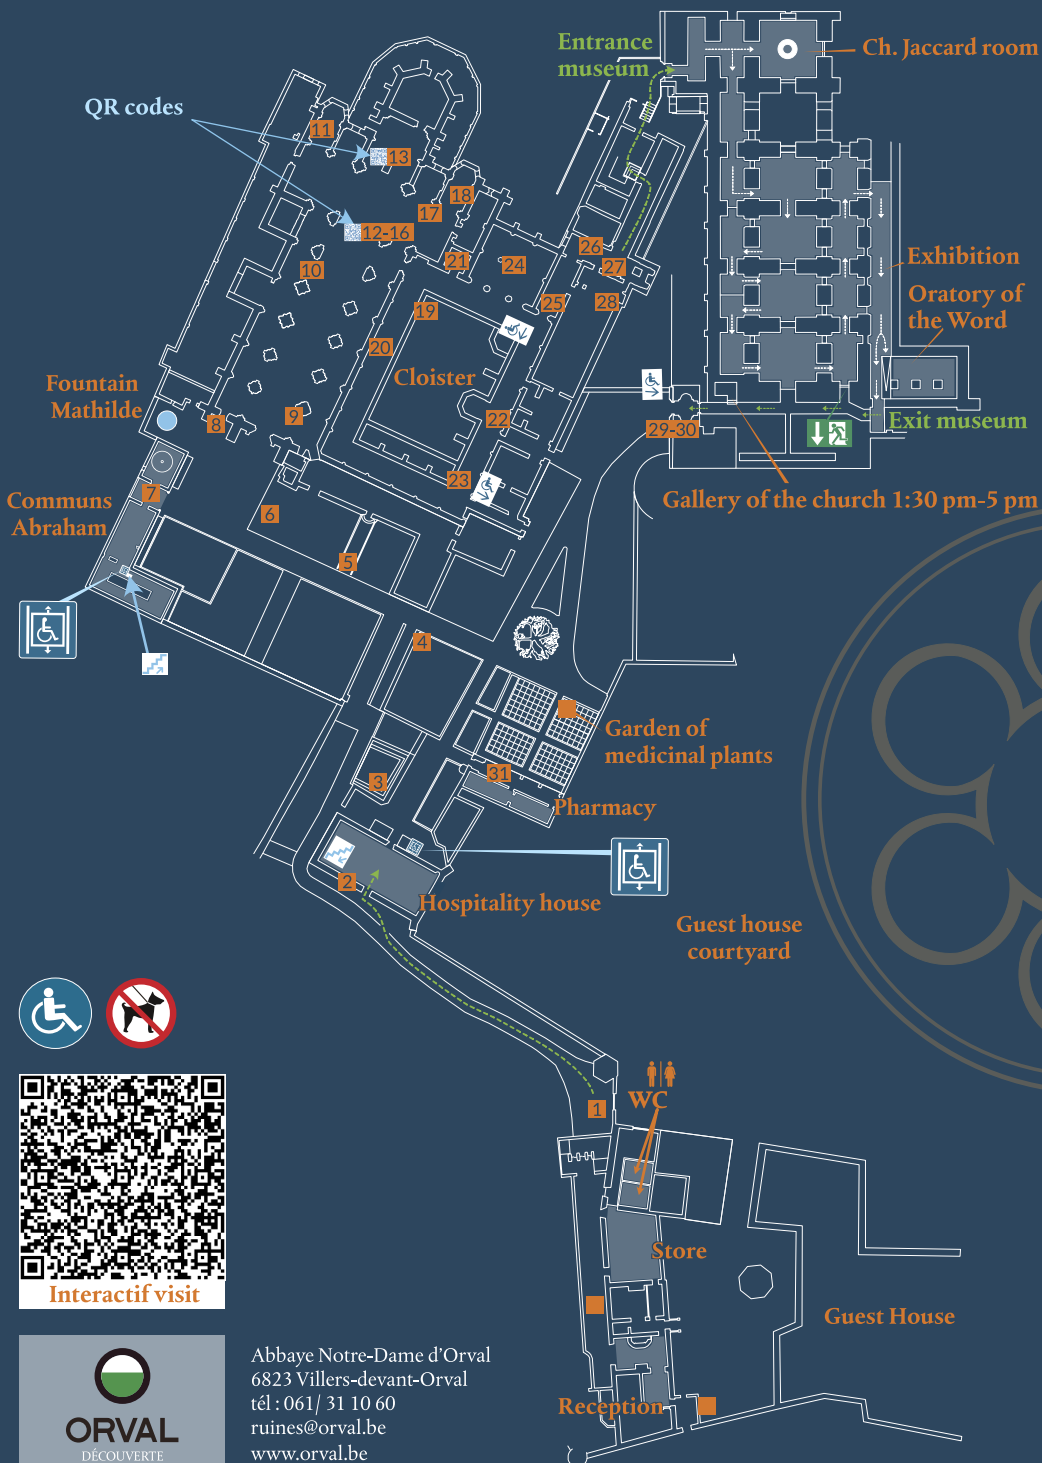 Entrance
museum
Ch. Jaccard room
QR codes
11
13
18
17
12-16
26
21
24
27
10
25
28
19
Exhibition
Oratory of
the Word
20
Cloister
Fountain
Mathilde
8
9
22
29-30
Exit museum
23
7
Communs
Abraham
6
Gallery of the church 1:30 pm-5 pm
5
4
Garden of
medicinal plants
3
31
Pharmacy
2
Hospitality house
Guest house
courtyard
1
WC
Store
Interactif visit
Guest House
Reception
ORVAL
DÉCOUVERTE
Abbaye Notre-Dame d'Orval
6823 Villers-devant-Orval
tél : 061/ 31 10 60
ruines@orval.be
www.orval.be